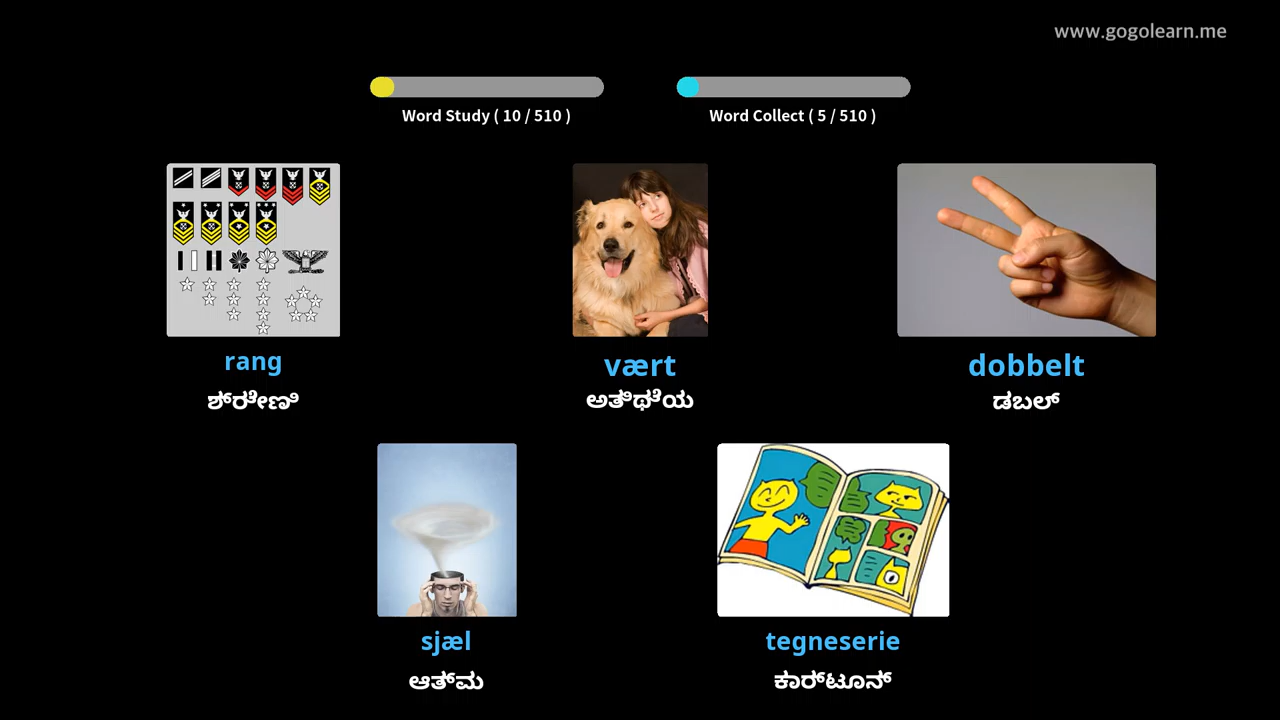 www.gogolearn.me
Word Study ( 10 / 510 )
Word Collect ( 5 / 510 )
rang
ಶ್ರೇಣಿ
vært
ಅತಿಥೆಯ
dobbelt
ಡಬಲ್
sjæl
ಆತ್ಮ
tegneserie
ಕಾರ್ಟೂನ್